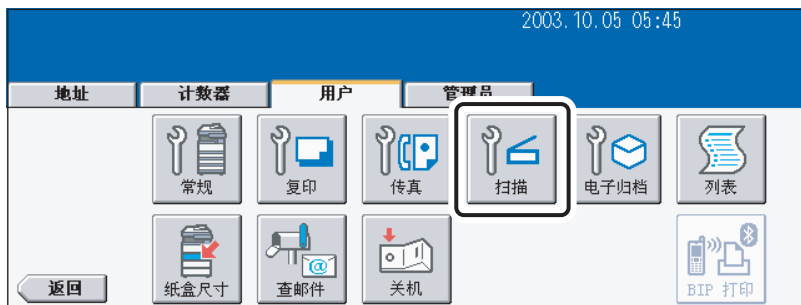 2003.10.05 05:45
地址 计数器 用户 管理员
常规 复印 传真 扫描 电子归档 列表
返回 纸盒尺寸 查邮件 关机 BIP 打印